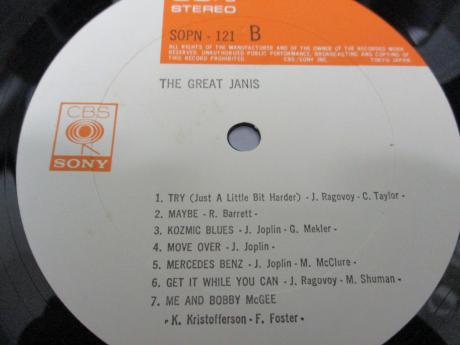 STEREO
SOPN - 121 B
ALL RIGHTS OF THE MANUFACTURER AND OF THE OWNER OF THE RECORDED WORK
RESERVED. UNAUTHORIZED PUBLIC PERFORMANCE, BROADCASTING AND COPYING OF
THIS RECORD PROHIBITED CBS/SONY INC. TOKYO JAPAN
THE GREAT JANIS
CBS
SONY
1. TRY (Just A Little Bit Harder) - J. Ragovoy - C. Taylor -
2. MAYBE - R. Barrett -
3. KOZMIC BLUES - J. Joplin - G. Mekler -
4. MOVE OVER - J. Joplin -
5. MERCEDES BENZ - J. Joplin - M. McClure -
6. GET IT WHILE YOU CAN - J. Ragovoy - M. Shuman -
7. ME AND BOBBY McGEE
- K. Kristofferson - F. Foster -